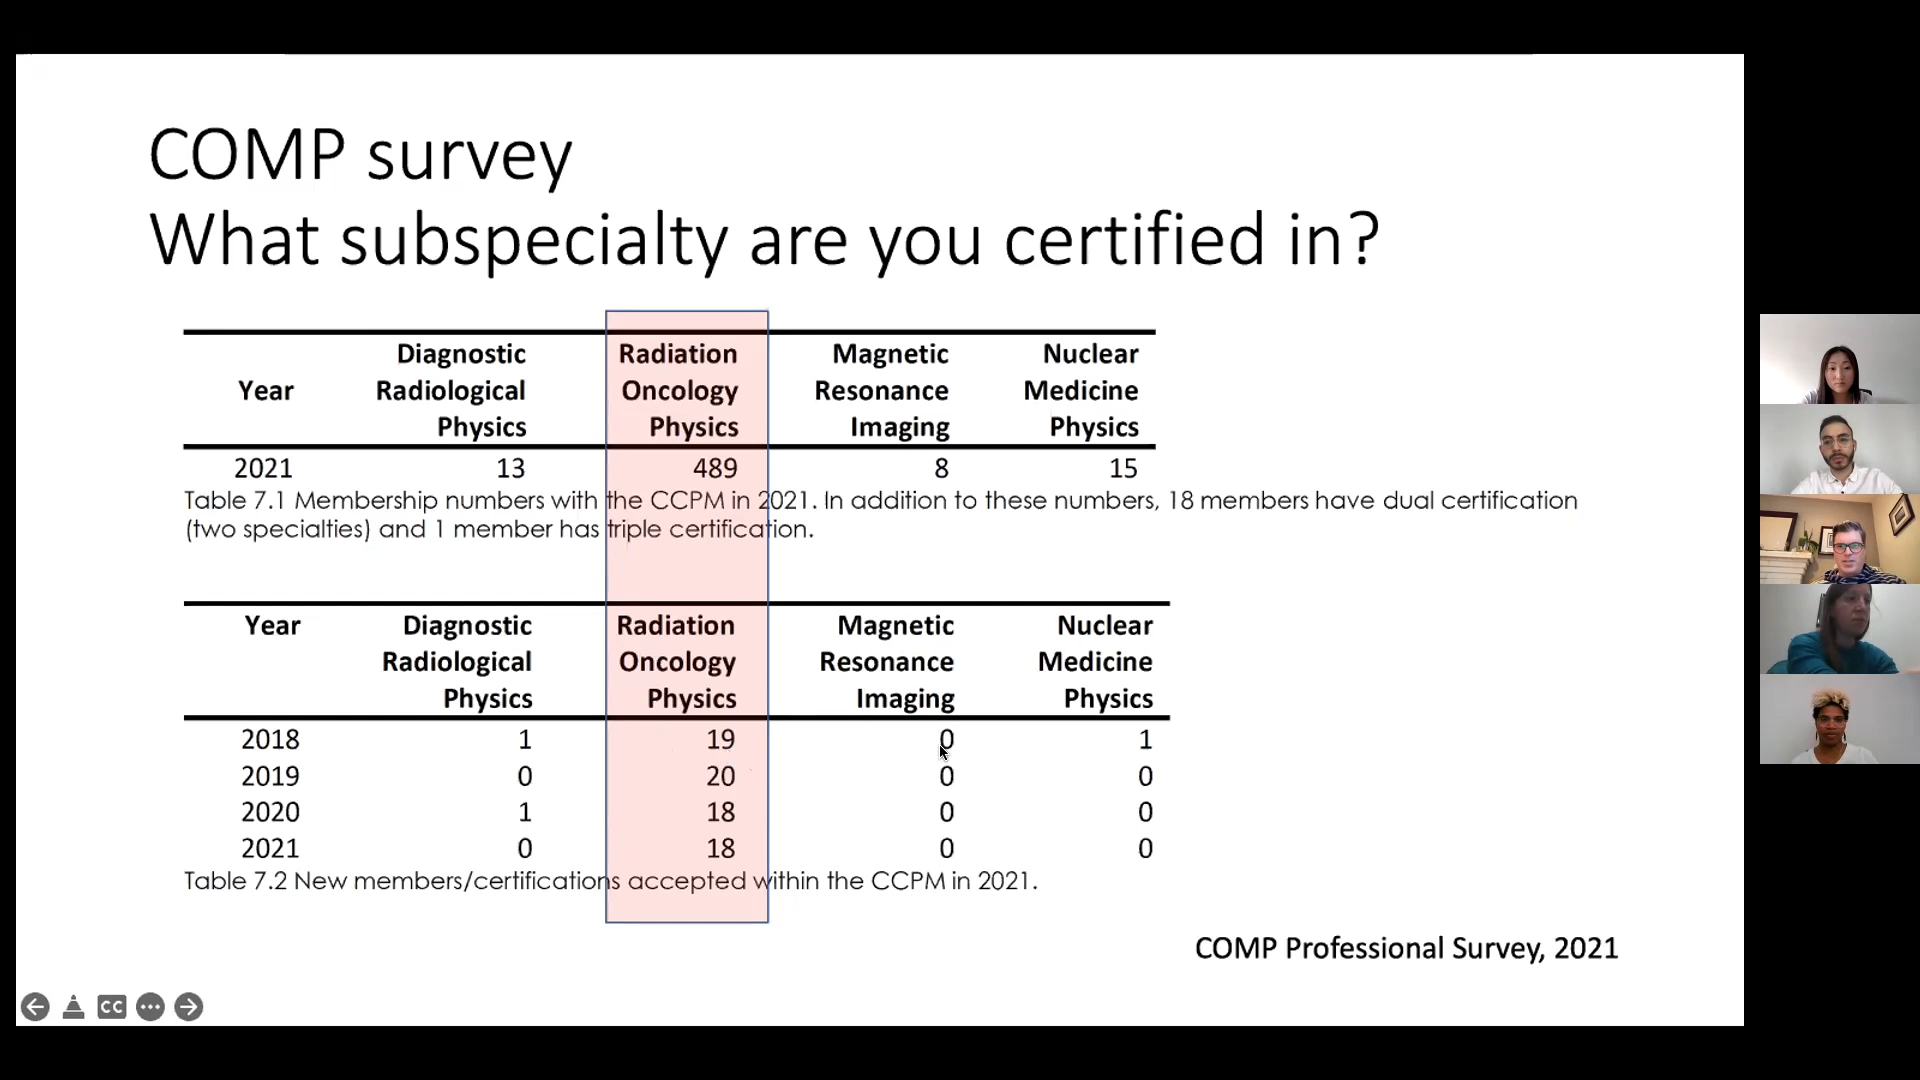 COMP survey
What subspecialty are you certified in?
Year Diagnostic Radiological Physics Radiation Oncology Physics Magnetic Resonance Imaging Nuclear Medicine Physics
2021 13 489 8 15
Table 7.1 Membership numbers with the CCPM in 2021. In addition to these numbers, 18 members have dual certification
(two specialties) and 1 member has triple certification.
Year Diagnostic Radiological Physics Radiation Oncology Physics Magnetic Resonance Imaging Nuclear Medicine Physics
2018 1 19 0 1
2019 0 20 0 0
2020 1 18 0 0
2021 0 18 0 0
Table 7.2 New members/certifications accepted within the CCPM in 2021.
COMP Professional Survey, 2021
CC